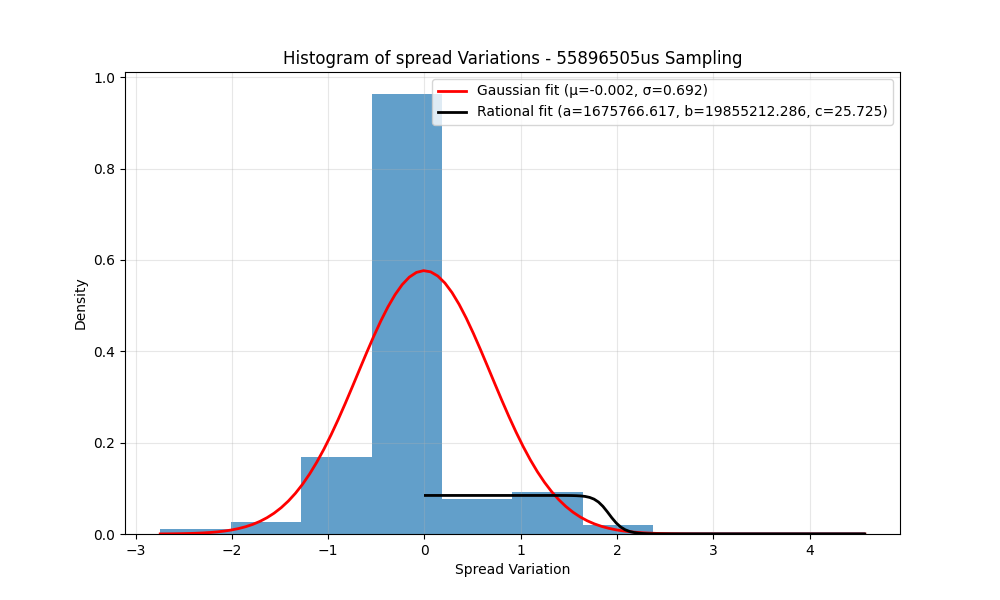 Histogram of spread Variations - 55896505us Sampling
Gaussian fit (μ=-0.002, σ=0.692)
Rational fit (a=1675766.617, b=19855212.286, c=25.725)
Density
1.0
0.8
0.6
0.4
0.2
0.0
−3 −2 −1 0 1 2 3 4
Spread Variation